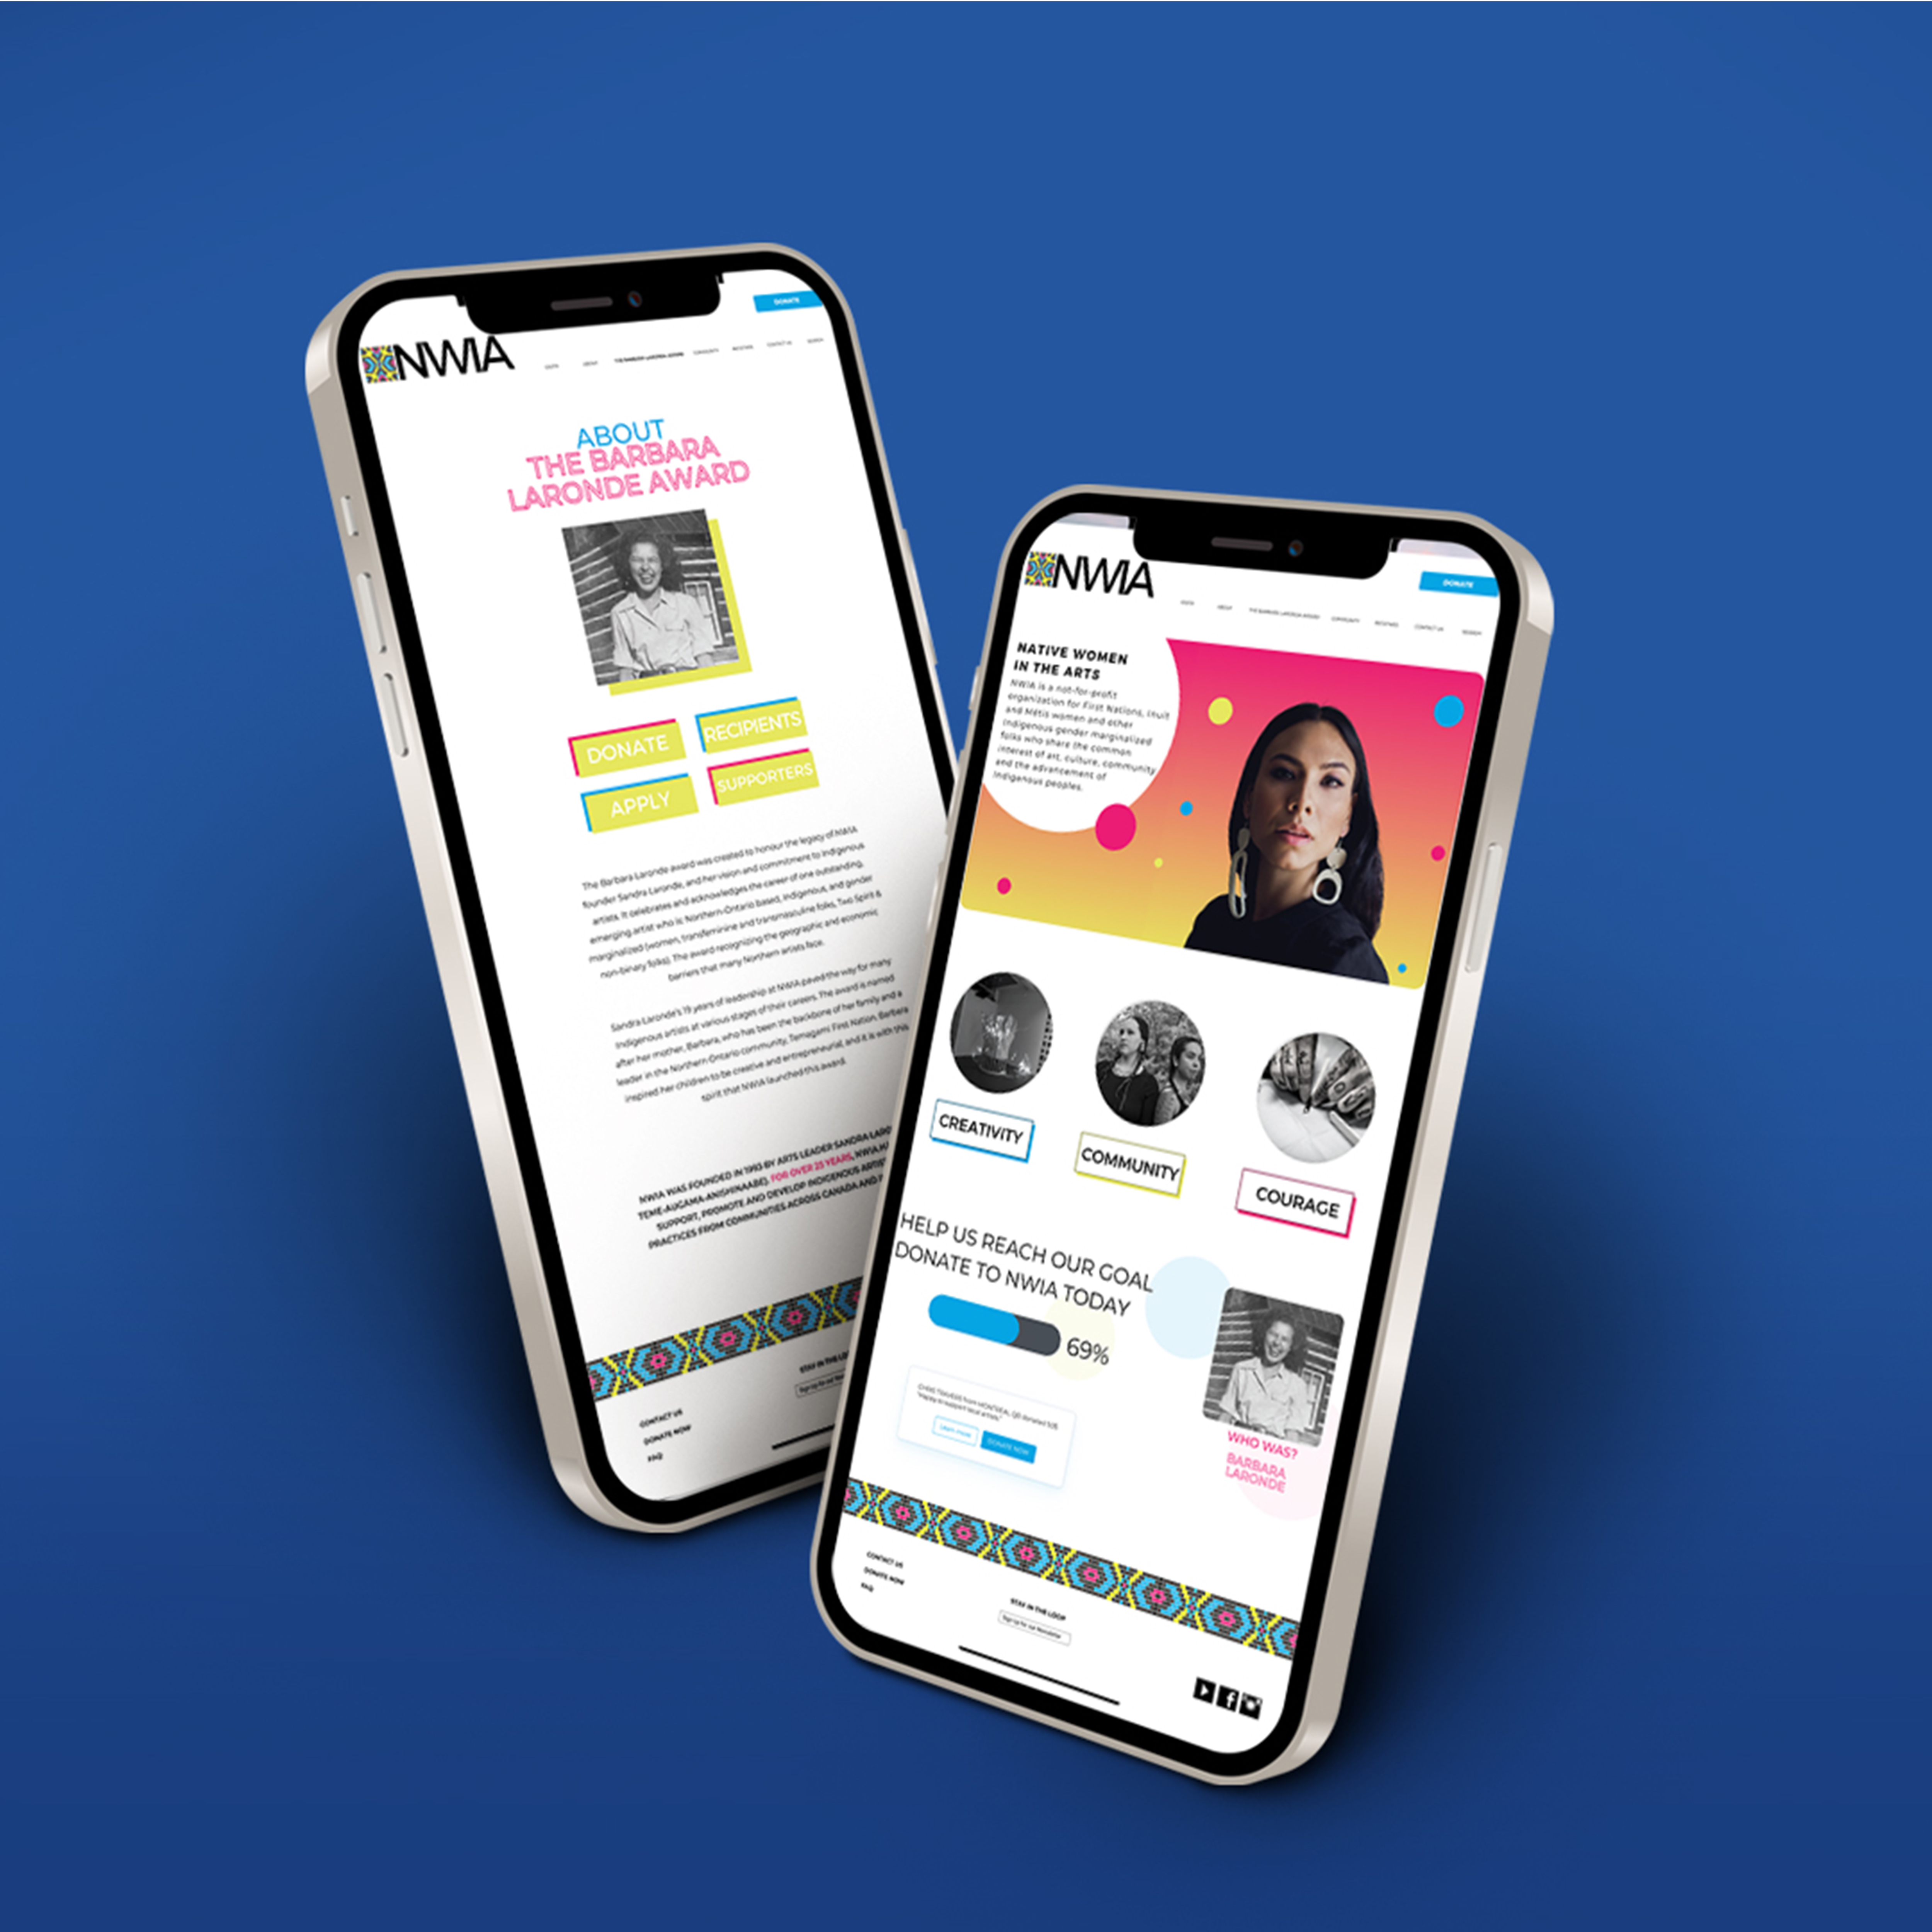 DONATE
NWIA
ABOUT THE BARBARA LARONDE AWARD COMMUNITY CONTACT US SEARCH
ABOUT
THE BARBARA
LARONDE AWARD
DONATE
RECIPIENTS
APPLY
SUPPORTERS
The Barbara Laronde award was created to honour the legacy of NWIA
founder Sandra Laronde, and her vision and commitment to Indigenous
artists. It celebrates and acknowledges the career of one outstanding,
emerging artist who is: Northern-Ontario based, Indigenous, and gender
marginalized (women, transfeminine and transmasculine folks, Two Spirit &
non-binary folks). The award recognizing the geographic and economic
barriers that many Northern artists face.
Sandra Laronde's 19 years of leadership at NWIA paved the way for many
Indigenous artists at various stages of their careers. The award is named
after her mother, Barbara, who has been the backbone of her family and a
leader in the Northern Ontario community, Temagami First Nation. Barbara
inspired her children to be creative and entrepreneurial, and it is with this
spirit that NWIA launched this award.
NWIA WAS FOUNDED IN 1993 BY ARTS LEADER SANDRA LARO
TEME-AUGAMA-ANISHINAABE). FOR OVER 25 YEARS, NWIA HA
SUPPORT, PROMOTE AND DEVELOP INDIGENOUS ARTIS
PRACTICES FROM COMMUNITIES ACROSS CANADA AND
STAY IN THE LOO
CONTACT US
DONATE NOW
FAQ
DONATE
NWIA
ABOUT THE BARBARA LARONDE AWARD COMMUNITY CONTACT US SEARCH
NATIVE WOMEN
IN THE ARTS
NWIA is a not-for-profit
organization for First Nations, Inuit
and Métis women and other
Indigenous gender marginalized
folks who share the common
interest of art, culture, community
and the advancement of
Indigenous peoples.
CREATIVITY
COMMUNITY
COURAGE
HELP US REACH OUR GOAL
DONATE TO NWIA TODAY
69%
CHRIS TRAVERS from MONTREAL QB donated 50$
"Happy to support local artists."
Learn more
DONATE NOW
WHO WAS?
BARBARA
LARONDE
CONTACT US
DONATE NOW
FAQ
STAY IN THE LOOP
Sign up for our Newsletter